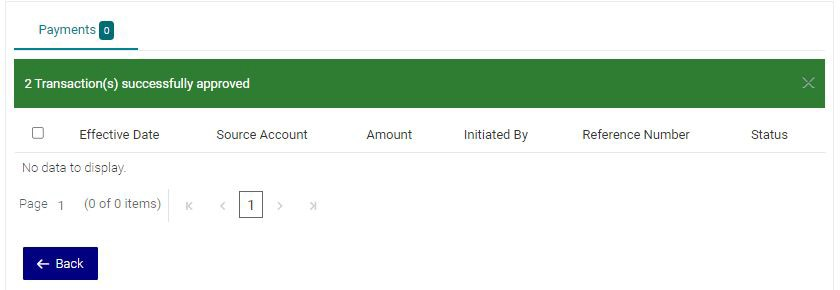 Payments 0
2 Transaction(s) successfully approved
Effective Date Source Account Amount Initiated By Reference Number Status
No data to display.
Page 1 (0 of 0 items) 1
Back